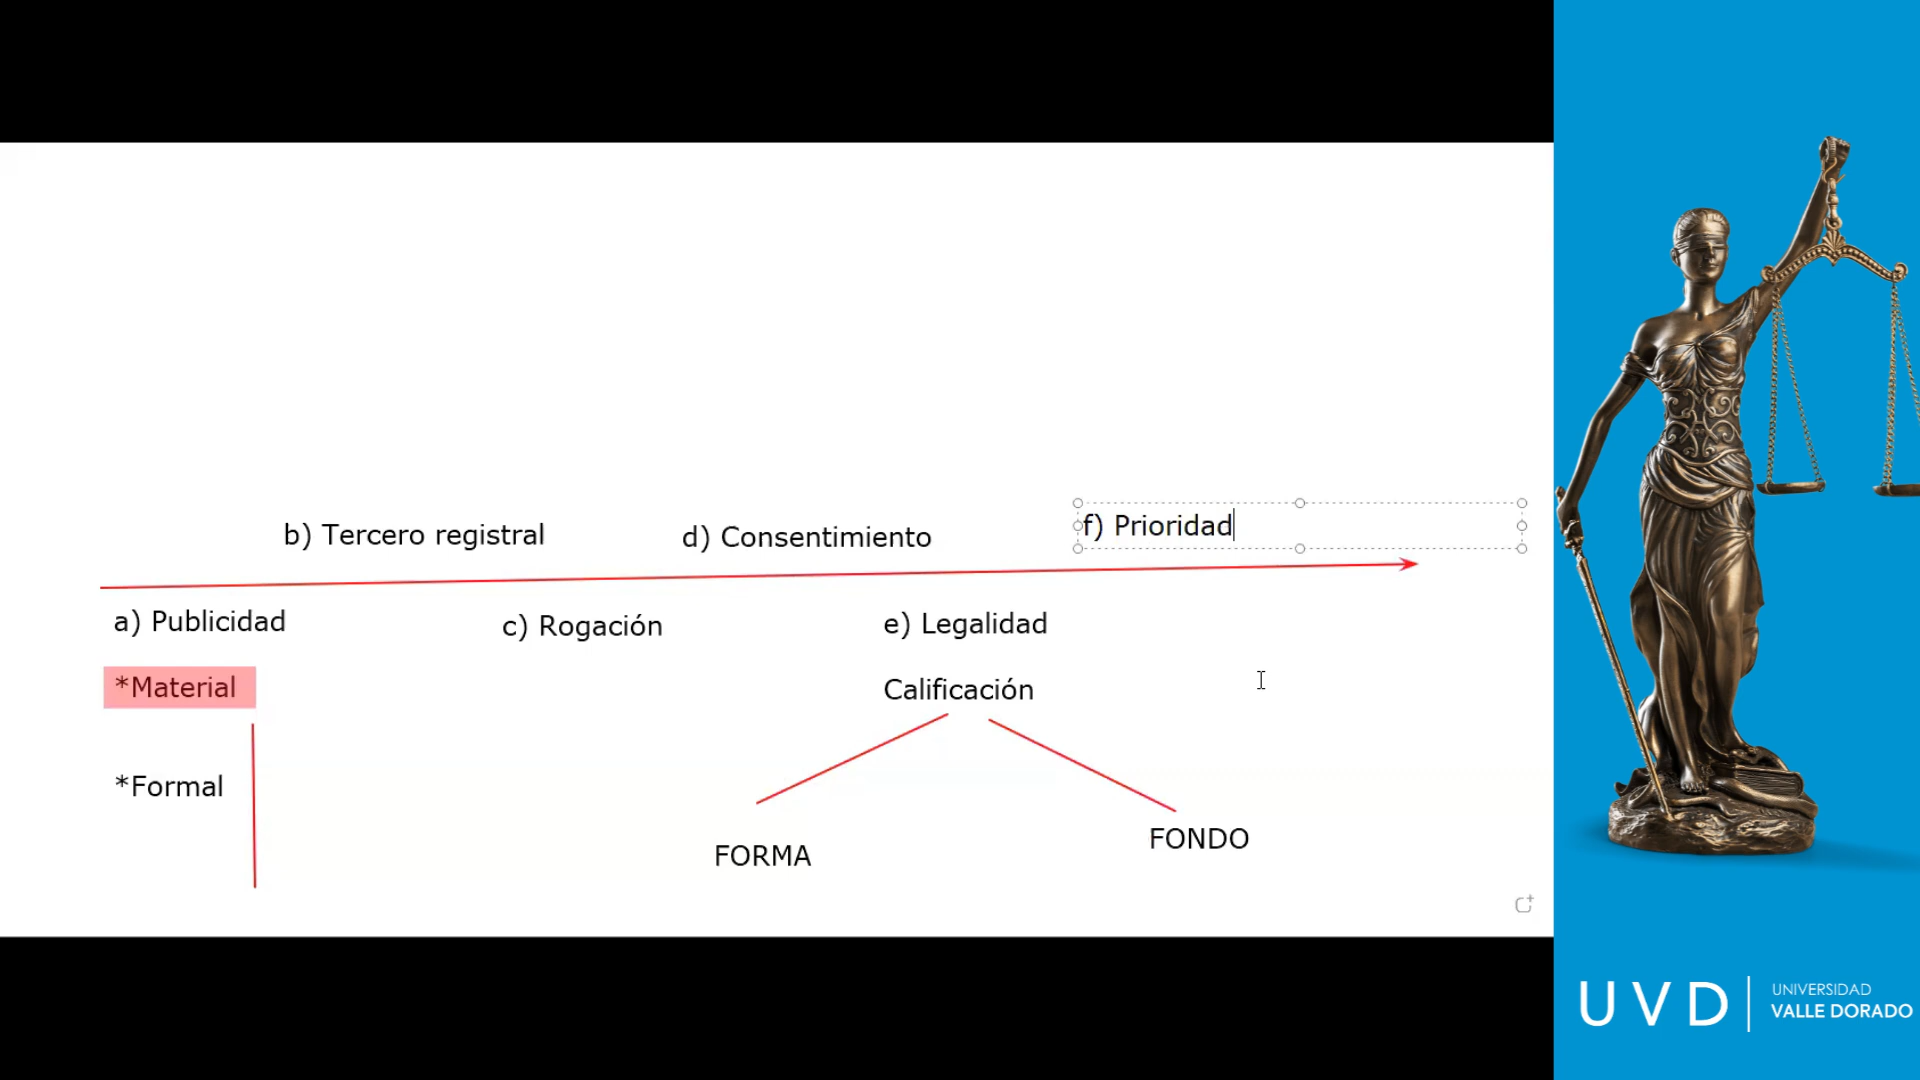 b) Tercero registral
d) Consentimiento
f) Prioridad
a) Publicidad
c) Rogación
e) Legalidad
*Material
Calificación
*Formal
FORMA
FONDO
UVD
UNIVERSIDAD
VALLE DORADO